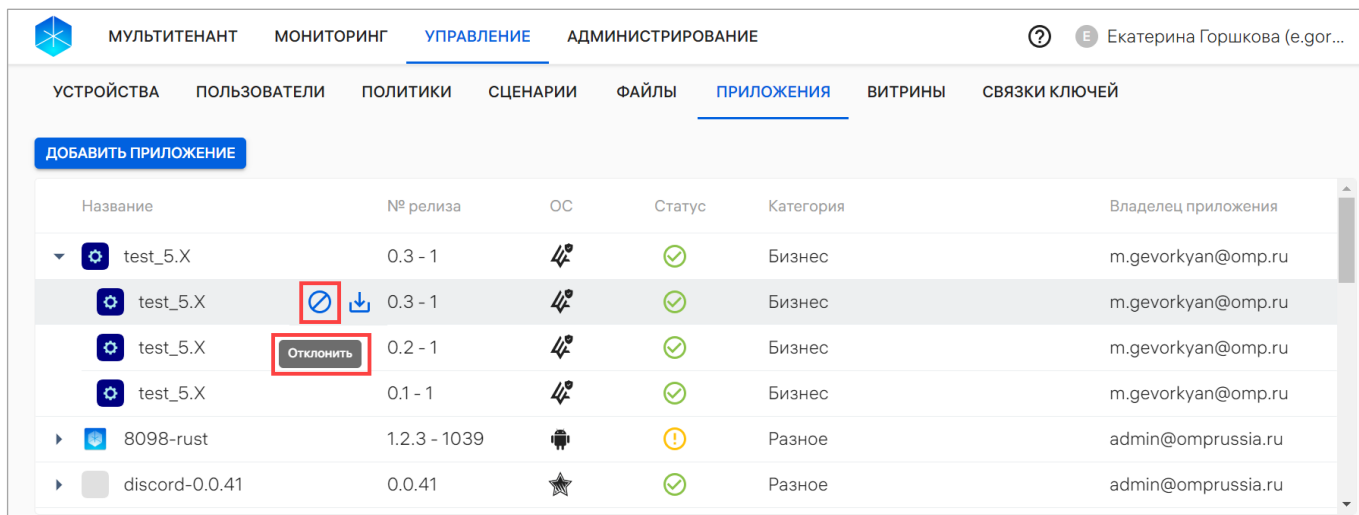 МУЛЬТИТЕНАНТ МОНИТОРИНГ УПРАВЛЕНИЕ АДМИНИСТРИРОВАНИЕ ? E Екатерина Горшкова (e.gor...
УСТРОЙСТВА ПОЛЬЗОВАТЕЛИ ПОЛИТИКИ СЦЕНАРИИ ФАЙЛЫ ПРИЛОЖЕНИЯ ВИТРИНЫ СВЯЗКИ КЛЮЧЕЙ
ДОБАВИТЬ ПРИЛОЖЕНИЕ
Название № релиза ОС Статус Категория Владелец приложения
test_5.X 0.3 - 1 Бизнес m.gevorkyan@omp.ru
test_5.X 0.3 - 1 Бизнес m.gevorkyan@omp.ru
test_5.X Отклонить 0.2 - 1 Бизнес m.gevorkyan@omp.ru
test_5.X 0.1 - 1 Бизнес m.gevorkyan@omp.ru
8098-rust 1.2.3 - 1039 Разное admin@omprussia.ru
discord-0.0.41 0.0.41 Разное admin@omprussia.ru